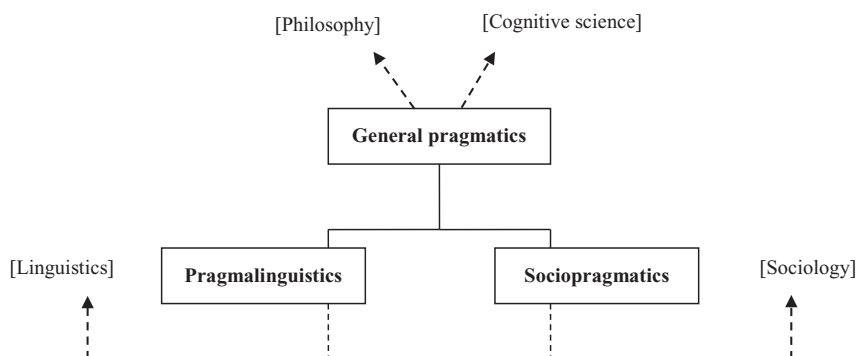 [Philosophy] [Cognitive science]
General pragmatics
[Linguistics] Pragmalinguistics Sociopragmatics [Sociology]